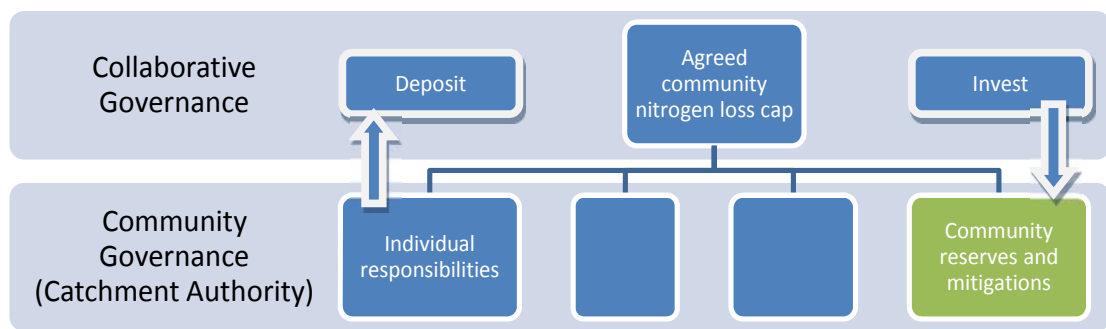 Collaborative
Governance
Deposit
Agreed
community
nitrogen loss cap
Invest
Community
Governance
(Catchment Authority)
Individual
responsibilities
Community
reserves and
mitigations